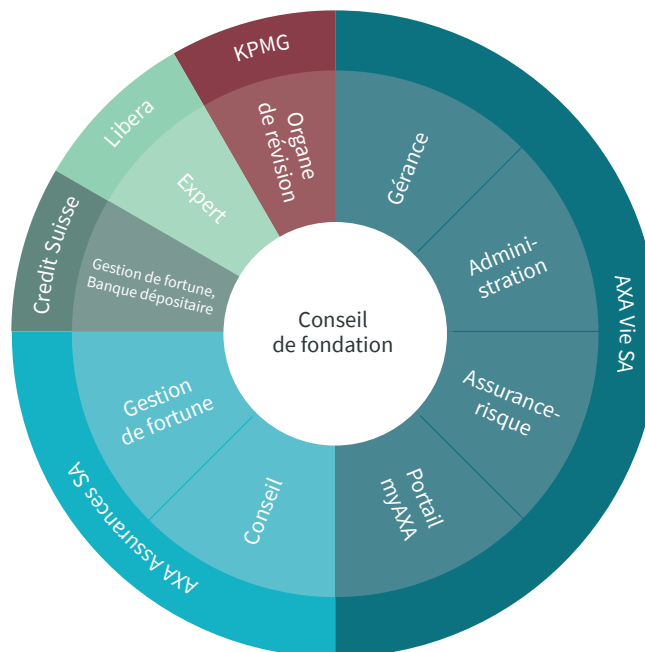 KPMG
Organe
de révision
Libera
Expert
Credit Suisse
Gestion de fortune,
Banque dépositaire
AXA Vie SA
Gérance
Admini-
stration
Assurance-
risque
Portail
myAXA
Conseil
de fondation
AXA Assurances SA
Gestion
de fortune
Conseil